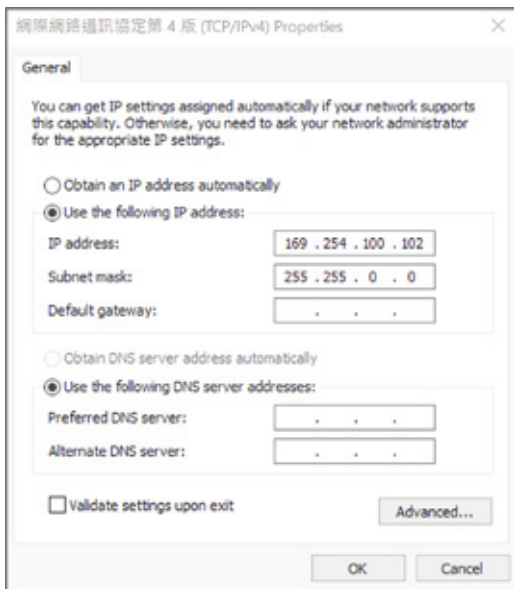 網際網路通訊協定第 4 版 (TCP/IPv4) Properties
General
You can get IP settings assigned automatically if your network supports
this capability. Otherwise, you need to ask your network administrator
for the appropriate IP settings.
Obtain an IP address automatically
Use the following IP address:
IP address: 169 . 254 . 100 . 102
Subnet mask: 255 . 255 . 0 . 0
Default gateway: . . .
Obtain DNS server address automatically
Use the following DNS server addresses:
Preferred DNS server: . . .
Alternate DNS server: . . .
Validate settings upon exit
Advanced...
OK Cancel